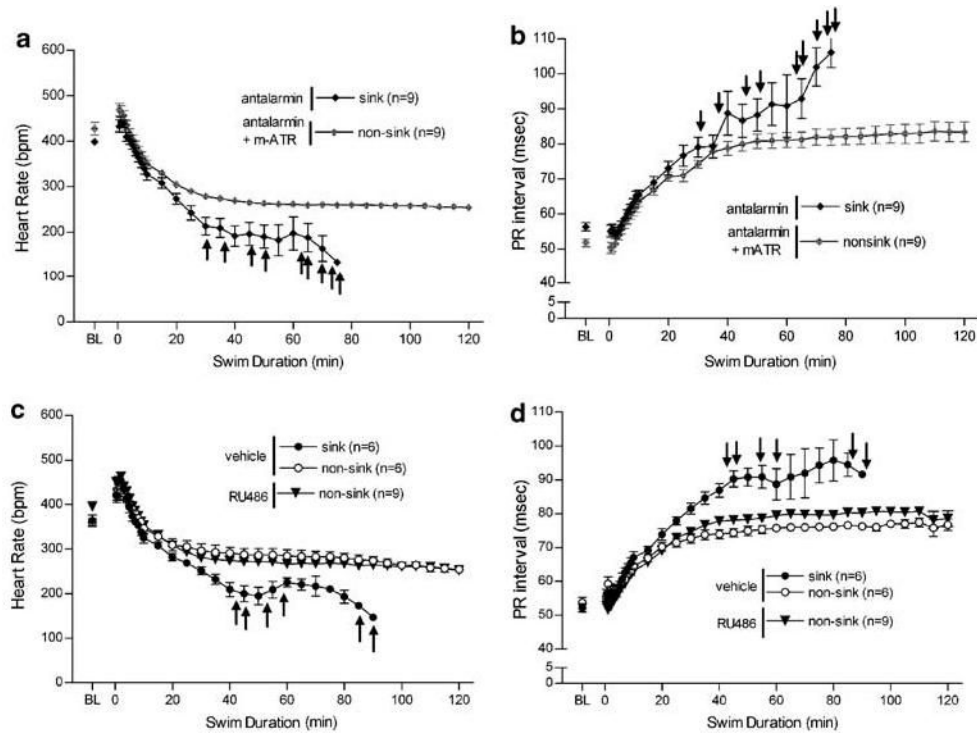 a
600
500
400
300
200
100
0
Heart Rate (bpm)
antalarmin
sink (n=9)
antalarmin
+ m-ATR
non-sink (n=9)
BL 0 20 40 60 80 100 120
Swim Duration (min)
b
110
100
90
80
70
60
50
40
5
0
PR interval (msec)
antalarmin
sink (n=9)
antalarmin
+ mATR
nonsink (n=9)
BL 0 20 40 60 80 100 120
Swim Duration (min)
c
600
500
400
300
200
100
0
Heart Rate (bpm)
vehicle
sink (n=6)
non-sink (n=6)
RU486
non-sink (n=9)
BL 0 20 40 60 80 100 120
Swim Duration (min)
d
110
100
90
80
70
60
50
40
5
0
PR interval (msec)
vehicle
sink (n=6)
non-sink (n=6)
RU486
non-sink (n=9)
BL 0 20 40 60 80 100 120
Swim Duration (min)